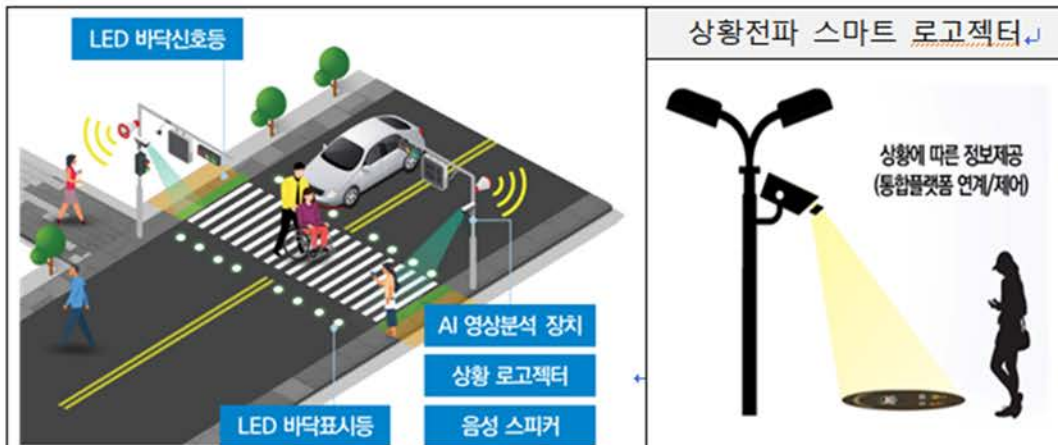 LED 바닥신호등
AI 영상분석 장치
상황 로고젝터
음성 스피커
LED 바닥표시등
상황전파 스마트 로고젝터
상황에 따른 정보제공
(통합플랫폼 연계/제어)